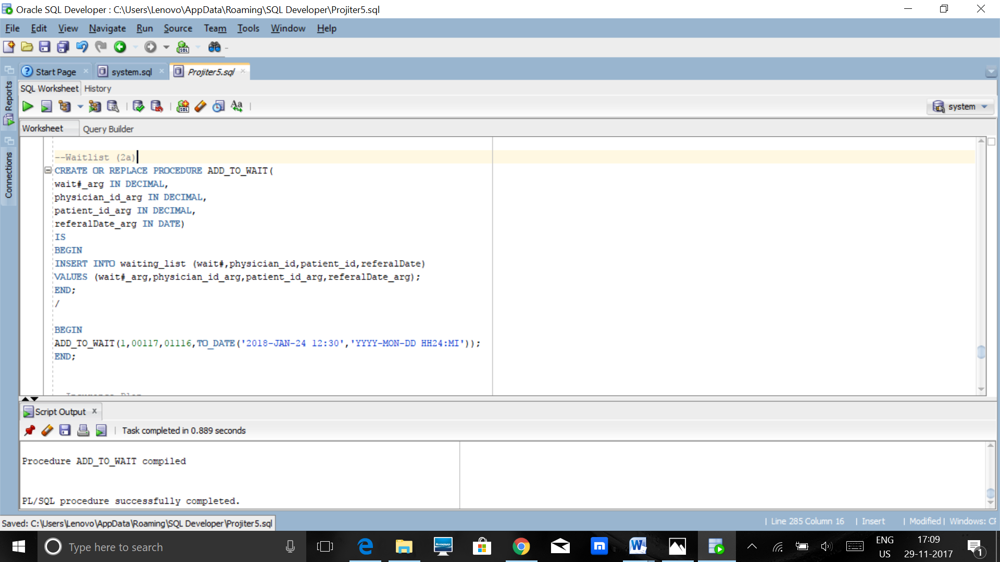 Oracle SQL Developer : C:\Users\Lenovo\AppData\Roaming\SQL Developer\Projiter5.sql
File Edit View Navigate Run Source Team Tools Window Help
Start Page system.sql Projiter5.sql
SQL Worksheet History
system
Worksheet Query Builder
Reports
Connections
--Waitlist (2a)
CREATE OR REPLACE PROCEDURE ADD_TO_WAIT(
wait#_arg IN DECIMAL,
physician_id_arg IN DECIMAL,
patient_id_arg IN DECIMAL,
referalDate_arg IN DATE)
IS
BEGIN
INSERT INTO waiting_list (wait#,physician_id,patient_id,referalDate)
VALUES (wait#_arg,physician_id_arg,patient_id_arg,referalDate_arg);
END;
/
BEGIN
ADD_TO_WAIT(1,00117,01116,TO_DATE('2018-JAN-24 12:30','YYYY-MON-DD HH24:MI'));
END;
Script Output x
Task completed in 0.889 seconds
Procedure ADD_TO_WAIT compiled
PL/SQL procedure successfully completed.
Saved: C:\Users\Lenovo\AppData\Roaming\SQL Developer\Projiter5.sql
| Line 285 Column 16 | Insert | Modified | Windows:
Type here to search
ENG
US
17:09
29-11-2017
1